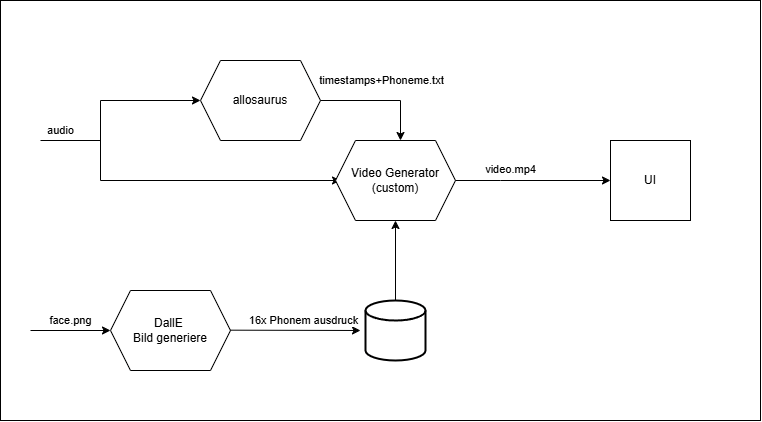 allosaurus
timestamps+Phoneme.txt
audio
Video Generator
(custom)
video.mp4
UI
face.png
DallE
Bild generiere
16x Phonem ausdruck